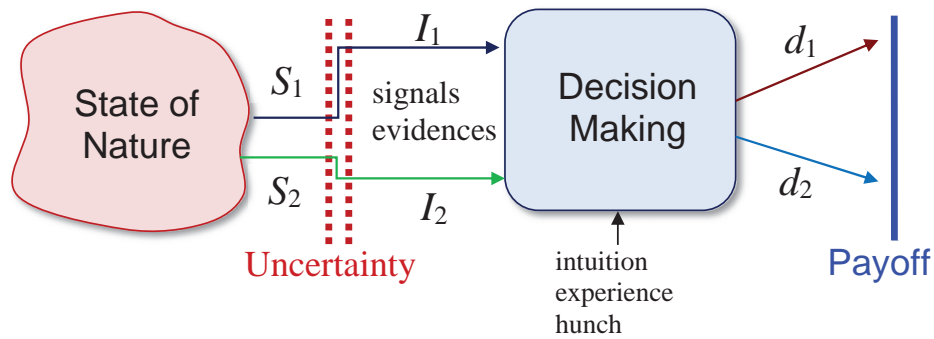 State of
Nature
S1
S2
Uncertainty
I1
signals
evidences
I2
Decision
Making
intuition
experience
hunch
d1
d2
Payoff